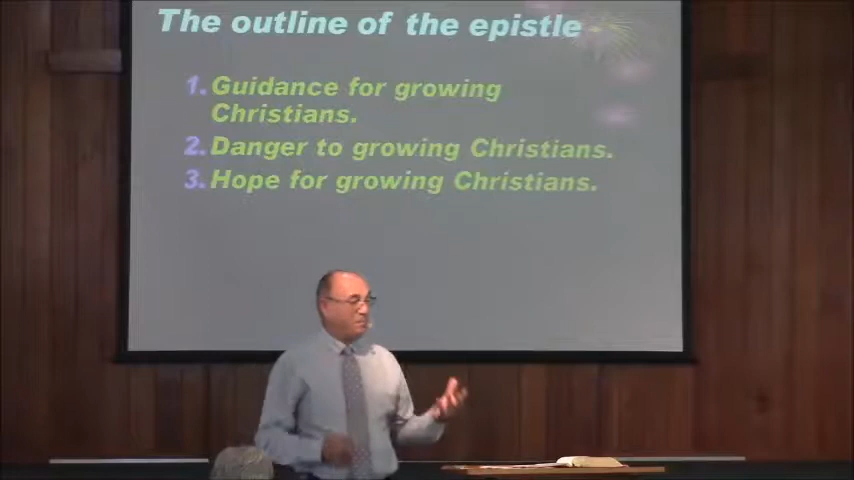 The outline of the epistle
1. Guidance for growing
Christians.
2. Danger to growing Christians.
3. Hope for growing Christians.